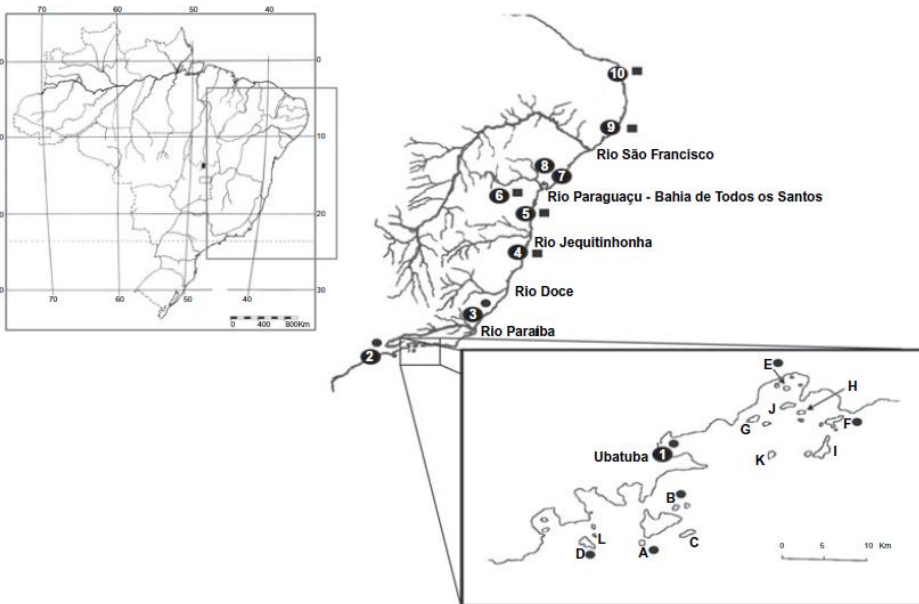 70 60 50 40
0 0
10 10
20 20
30 30
70 60 50 40 30
0 400 800Km
10
9
Rio São Francisco
8
7
Rio Paraguaçu - Bahia de Todos os Santos
6
5
Rio Jequitinhonha
4
Rio Doce
3
Rio Paraíba
2
E
H
J
G
F
Ubatuba 1
K
I
B
L
C
D
A
0 5 10 Km